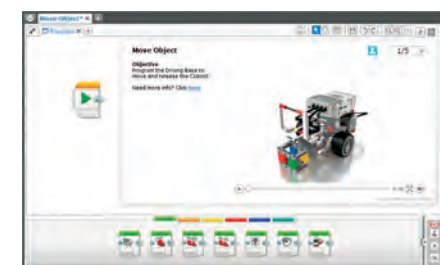 Move Object* ×
Move Object
1/5
Objective
Program the Driving Base to
move and release the Cuboid.
Need more info? Click here